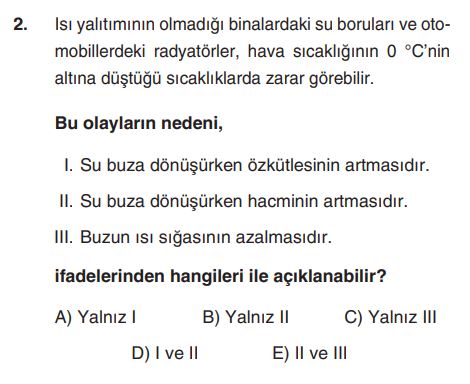 2. Isı yalıtımının olmadığı binalardaki su boruları ve oto-
mobillerdeki radyatörler, hava sıcaklığının 0 °C'nin
altına düştüğü sıcaklıklarda zarar görebilir.
Bu olayların nedeni,
I. Su buza dönüşürken özkütlesinin artmasıdır.
II. Su buza dönüşürken hacminin artmasıdır.
III. Buzun ısı sığasının azalmasıdır.
ifadelerinden hangileri ile açıklanabilir?
A) Yalnız I B) Yalnız II C) Yalnız III
D) I ve II E) II ve III